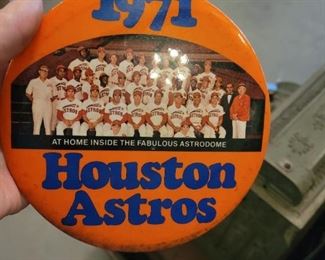 1971
AT HOME INSIDE THE FABULOUS ASTRODOME
Houston
Astros